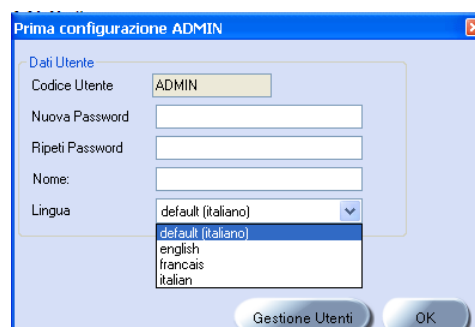 Prima configurazione ADMIN
Dati Utente
Codice Utente ADMIN
Nuova Password
Ripeti Password
Nome:
Lingua default (italiano)
default (italiano)
english
francais
italian
Gestione Utenti OK